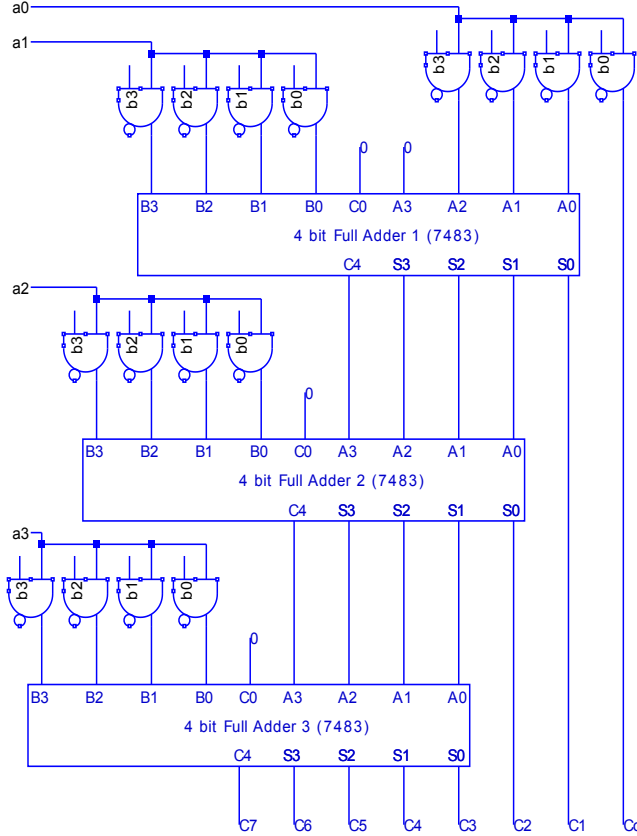 a0
a1
b3 b2 b1 b0
b3 b2 b1 b0
0 0
B3 B2 B1 B0 C0 A3 A2 A1 A0
4 bit Full Adder 1 (7483)
C4 S3 S2 S1 S0
a2
b3 b2 b1 b0
0
B3 B2 B1 B0 C0 A3 A2 A1 A0
4 bit Full Adder 2 (7483)
C4 S3 S2 S1 S0
a3
b3 b2 b1 b0
0
B3 B2 B1 B0 C0 A3 A2 A1 A0
4 bit Full Adder 3 (7483)
C4 S3 S2 S1 S0
C7 C6 C5 C4 C3 C2 C1